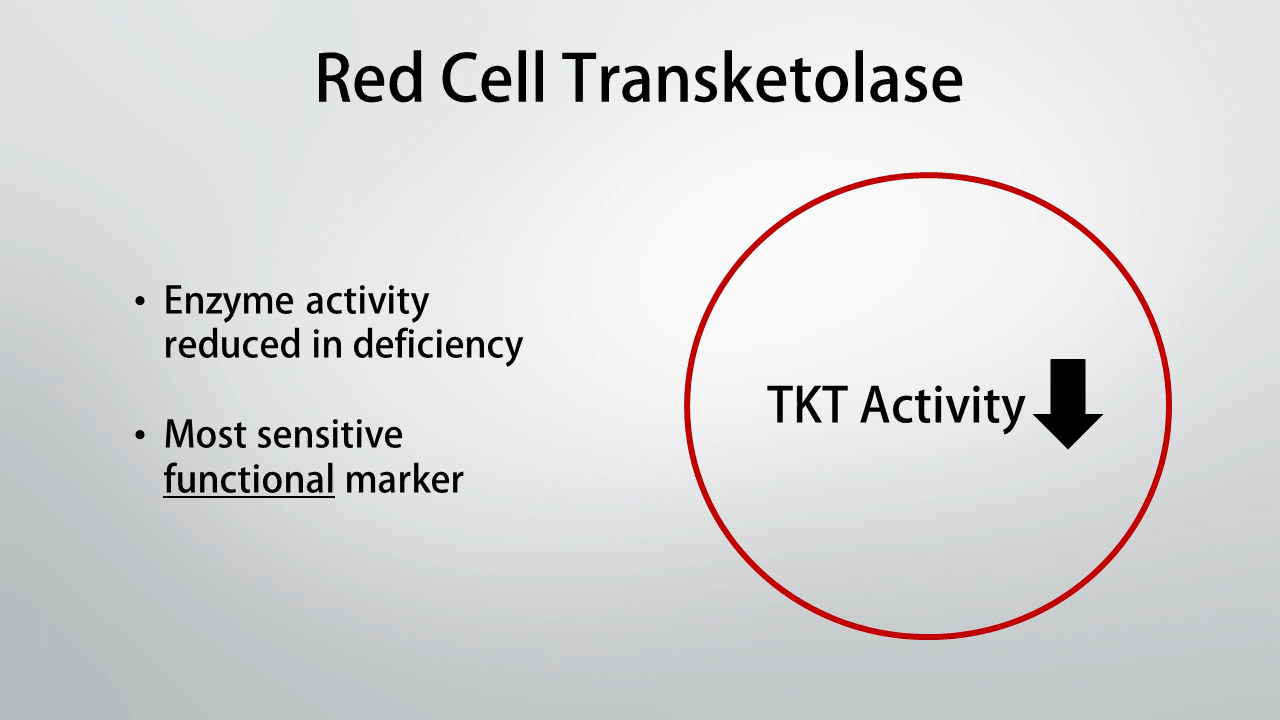 Red Cell Transketolase
• Enzyme activity
reduced in deficiency
• Most sensitive
functional marker
TKT Activity